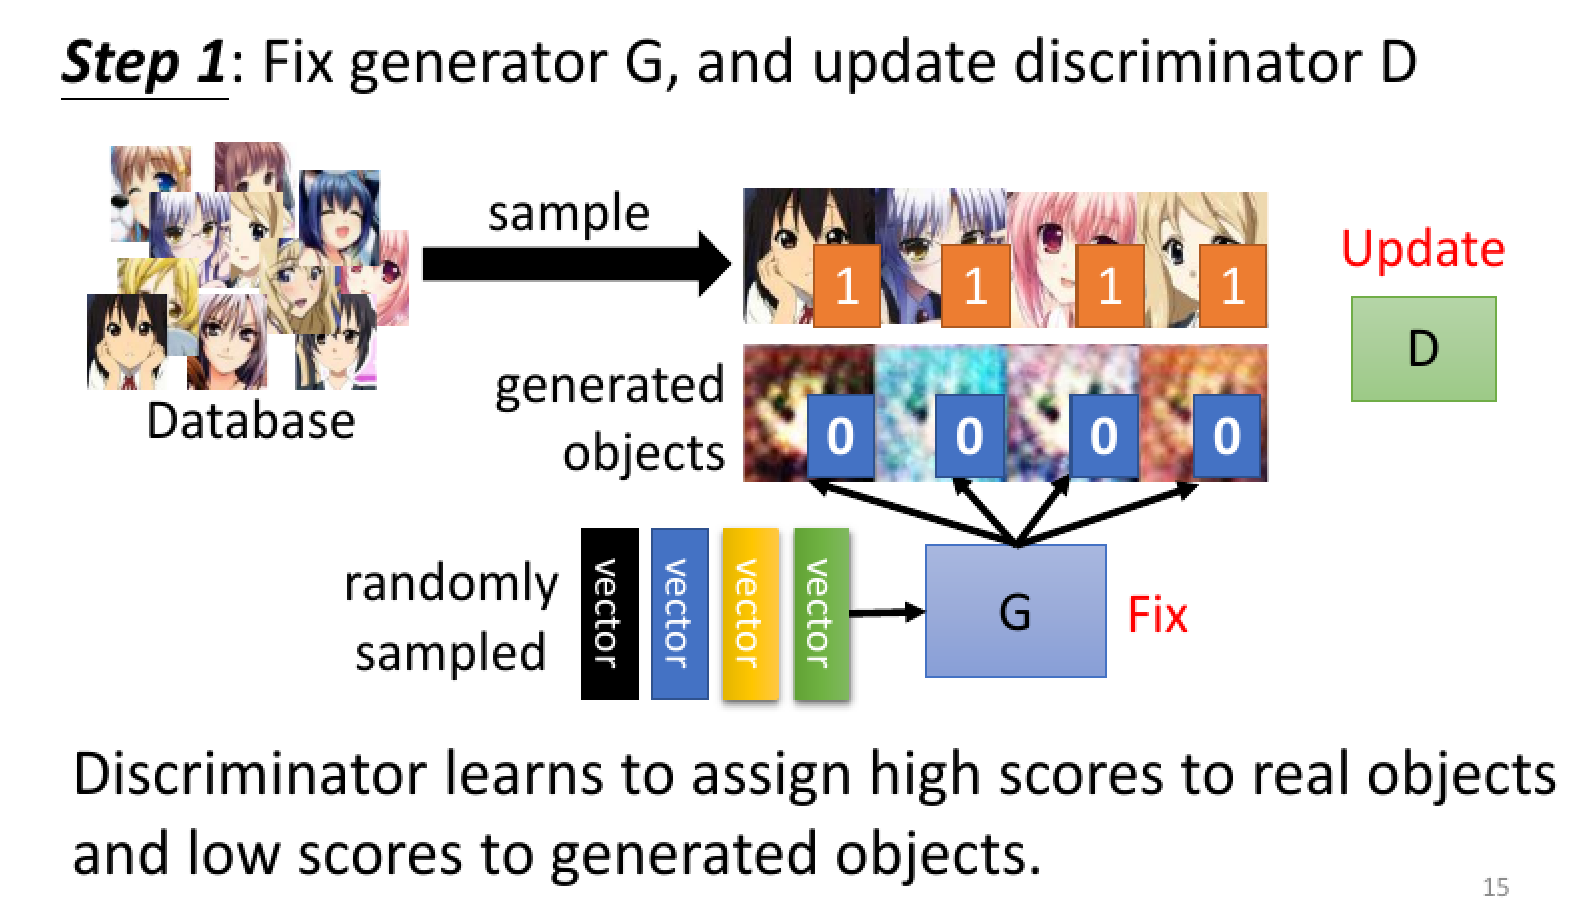 Step 1: Fix generator G, and update discriminator D
sample
Database
1 1 1 1
Update
D
generated
objects
0 0 0 0
randomly
sampled
vector
vector
vector
vector
G
Fix
Discriminator learns to assign high scores to real objects
and low scores to generated objects.
15